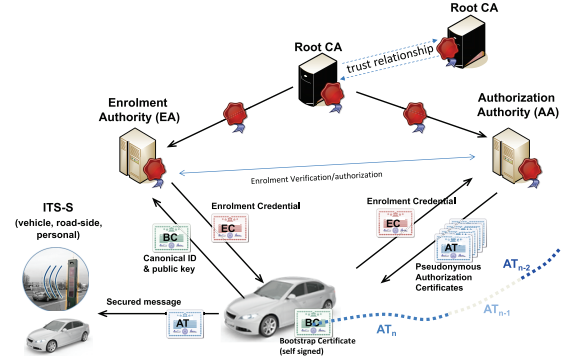 Root CA
Root CA
trust relationship
Enrolment
Authority (EA)
Authorization
Authority (AA)
Enrolment Verification/authorization
ITS-S
(vehicle, road-side,
personal)
Enrolment Credential
EC
Enrolment Credential
EC
BC
Canonical ID
& public key
AT
Pseudonymous
Authorization
Certificates
ATn-2
ATn-1
ATn
Secured message
AT
BC
Bootstrap Certificate
(self signed)